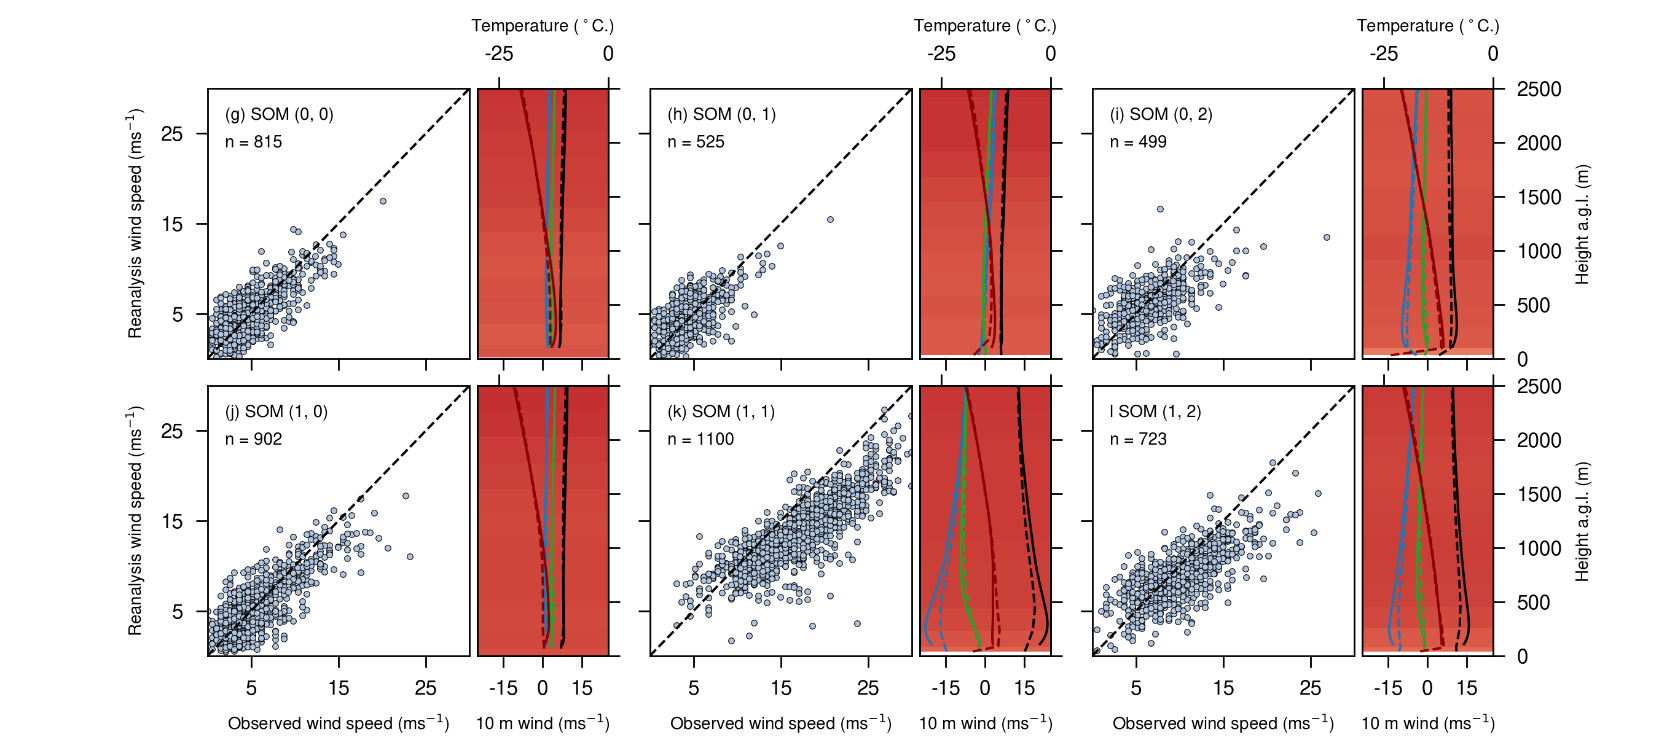 Temperature (°C.) Temperature (°C.) Temperature (°C.)
-25 0 -25 0 -25 0
(g) SOM (0, 0)
n = 815
(h) SOM (0, 1)
n = 525
(i) SOM (0, 2)
n = 499
Reanalysis wind speed (ms⁻¹)
25
15
5
2500
2000
1500
1000
500
0
Height a.g.l. (m)
(j) SOM (1, 0)
n = 902
(k) SOM (1, 1)
n = 1100
l SOM (1, 2)
n = 723
Reanalysis wind speed (ms⁻¹)
25
15
5
2500
2000
1500
1000
500
0
Height a.g.l. (m)
5 15 25 -15 0 15 5 15 25 -15 0 15 5 15 25 -15 0 15
Observed wind speed (ms⁻¹) 10 m wind (ms⁻¹) Observed wind speed (ms⁻¹) 10 m wind (ms⁻¹) Observed wind speed (ms⁻¹) 10 m wind (ms⁻¹)